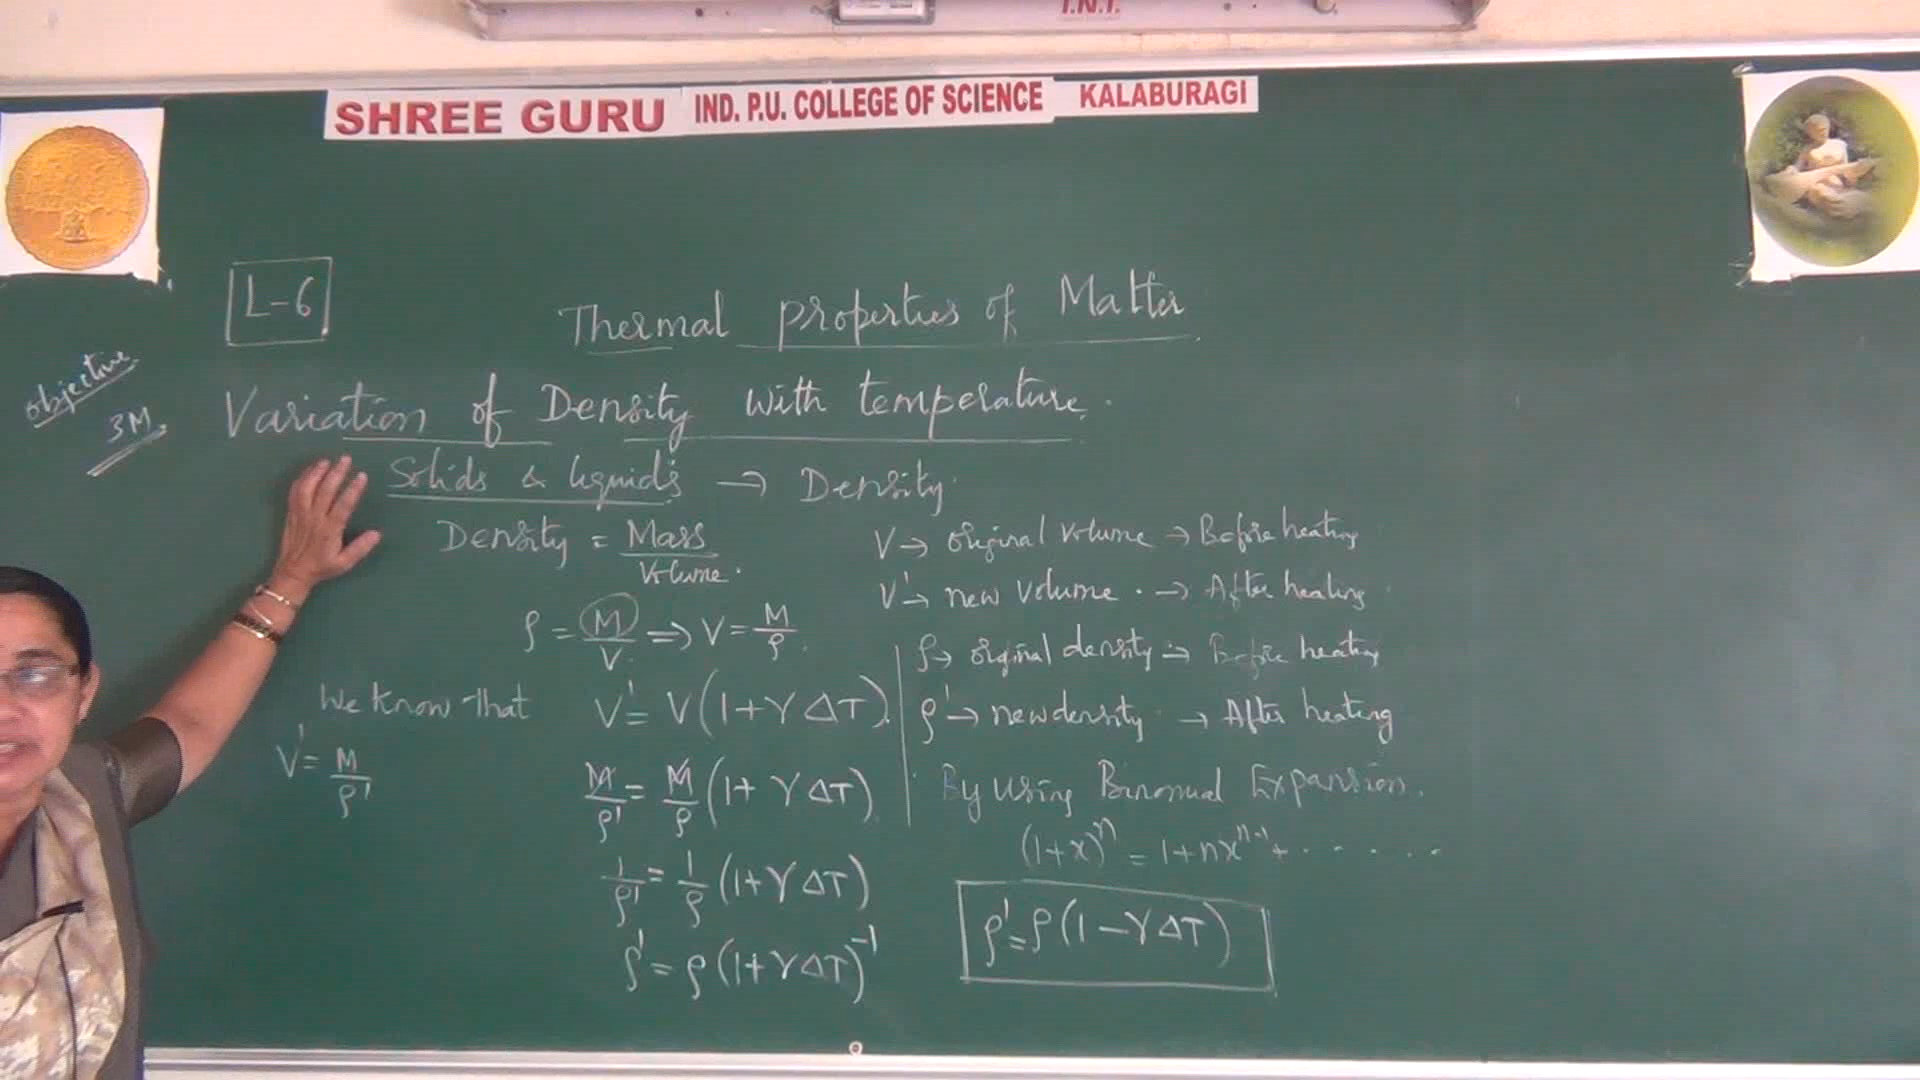 I.N.I.
SHREE GURU IND. P.U. COLLEGE OF SCIENCE KALABURAGI
L-6
Thermal properties of Matter
objective
3M
Variation of Density with temperature.
Solids & liquids → Density.
Density = Mass / Volume.
V → original volume → Before heating
V' → new volume. → After heating
ρ = M/V ⇒ V = M/ρ.
ρ → original density → Before heating
We know that V' = V(1+γΔT).
ρ' → new density → After heating
V' = M/ρ'
M/ρ' = M/ρ (1+γΔT)
By using Binomial Expansion.
(1+x)ⁿ = 1+nxⁿ⁻¹+ . . . . . .
1/ρ' = 1/ρ (1+γΔT)
ρ' = ρ(1-γΔT)
ρ' = ρ(1+γΔT)⁻¹